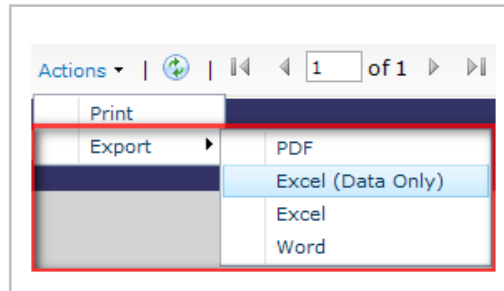 Actions | | 1 of 1
Print
Export PDF
Excel (Data Only)
Excel
Word